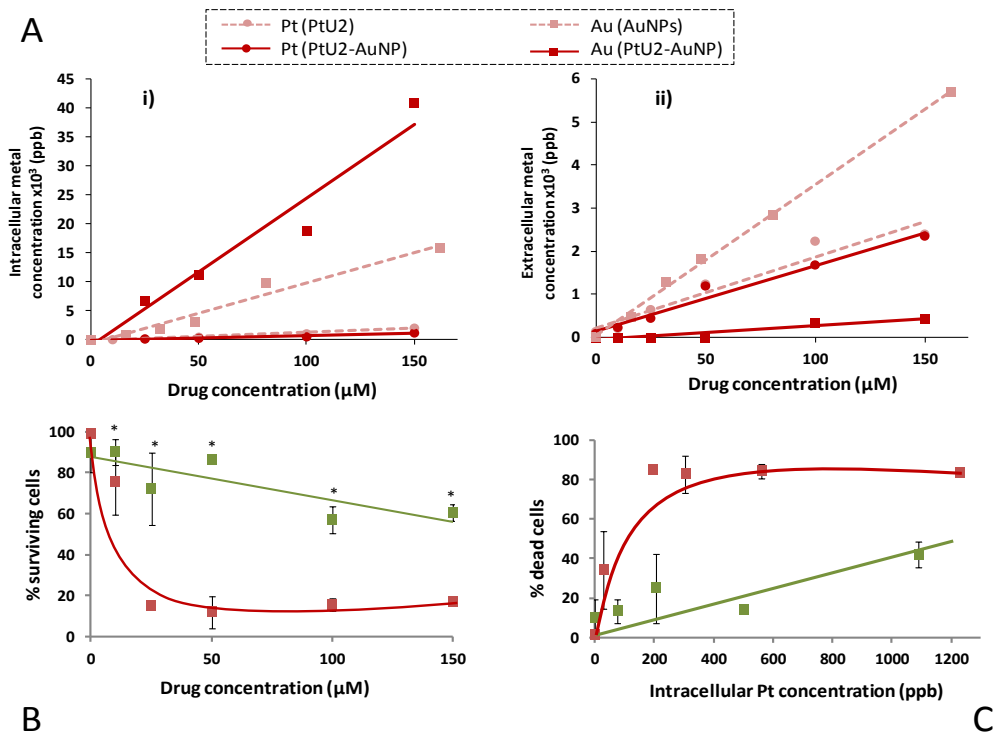 A
Pt (PtU2)
Au (AuNPs)
Pt (PtU2-AuNP)
Au (PtU2-AuNP)
i)
Intracellular metal
concentration x10³ (ppb)
45
40
35
30
25
20
15
10
5
0
0 50 100 150
Drug concentration (μM)
ii)
Extracellular metal
concentration x10³ (ppb)
6
5
4
3
2
1
0
0 50 100 150
Drug concentration (μM)
% surviving cells
100
80
60
40
20
0
* * * * *
0 50 100 150
Drug concentration (μM)
B
% dead cells
100
80
60
40
20
0
0 200 400 600 800 1000 1200
Intracellular Pt concentration (ppb)
C